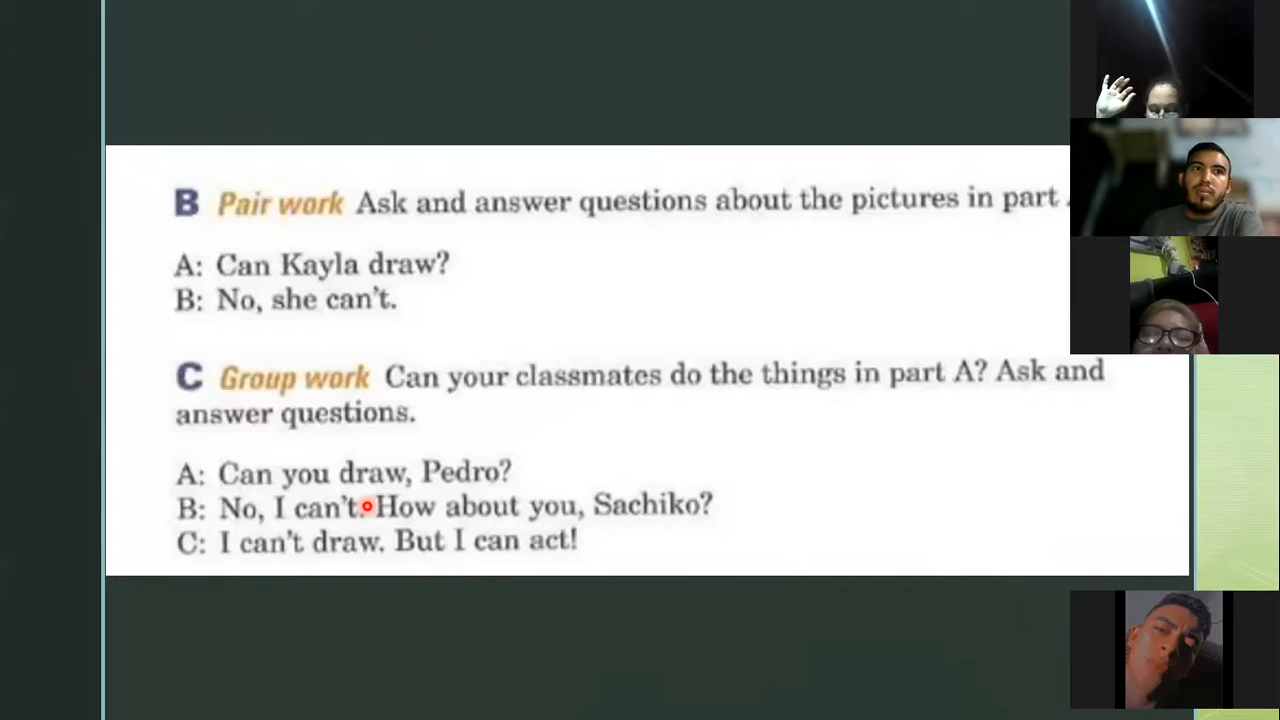 B Pair work Ask and answer questions about the pictures in part
A: Can Kayla draw?
B: No, she can't.
C Group work Can your classmates do the things in part A? Ask and
answer questions.
A: Can you draw, Pedro?
B: No, I can't. How about you, Sachiko?
C: I can't draw. But I can act!